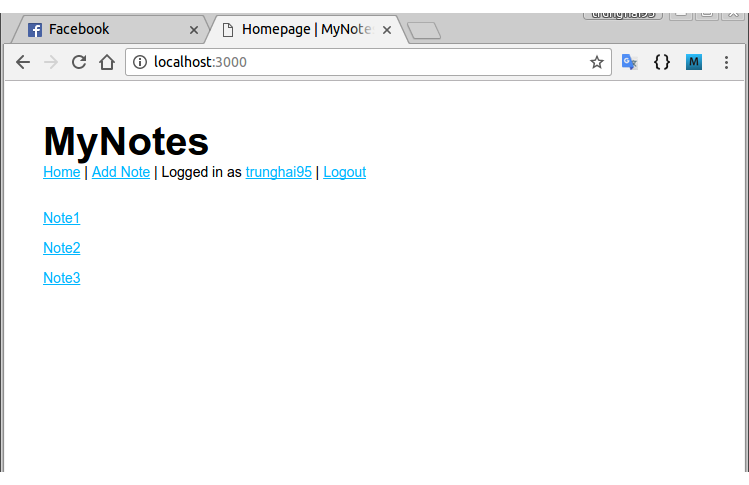 trunghai95
Facebook
Homepage | MyNote
localhost:3000
M
MyNotes
Home | Add Note | Logged in as trunghai95 | Logout
Note1
Note2
Note3